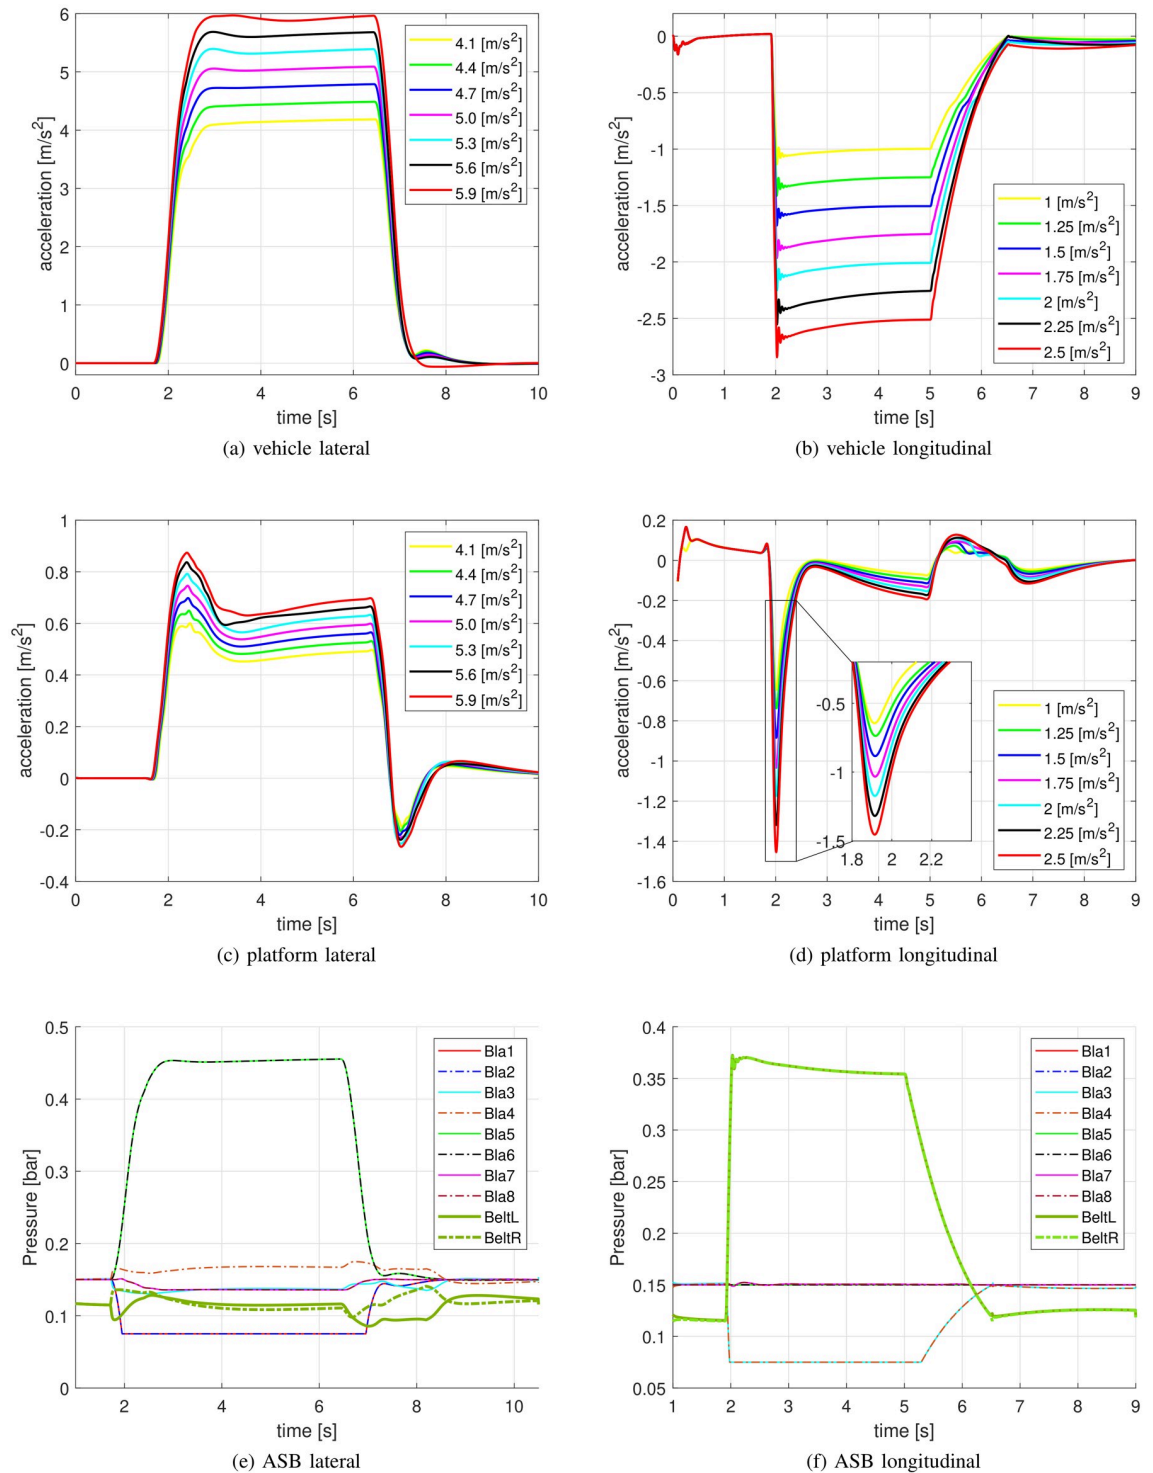 6
5
4
3
2
1
0
acceleration [m/s²]
4.1 [m/s²]
4.4 [m/s²]
4.7 [m/s²]
5.0 [m/s²]
5.3 [m/s²]
5.6 [m/s²]
5.9 [m/s²]
0 2 4 6 8 10
time [s]
(a) vehicle lateral
0
-0.5
-1
-1.5
-2
-2.5
-3
acceleration [m/s²]
1 [m/s²]
1.25 [m/s²]
1.5 [m/s²]
1.75 [m/s²]
2 [m/s²]
2.25 [m/s²]
2.5 [m/s²]
0 1 2 3 4 5 6 7 8 9
time [s]
(b) vehicle longitudinal
1
0.8
0.6
0.4
0.2
0
-0.2
-0.4
acceleration [m/s²]
4.1 [m/s²]
4.4 [m/s²]
4.7 [m/s²]
5.0 [m/s²]
5.3 [m/s²]
5.6 [m/s²]
5.9 [m/s²]
0 2 4 6 8 10
time [s]
(c) platform lateral
0.2
0
-0.2
-0.4
-0.6
-0.8
-1
-1.2
-1.4
-1.6
acceleration [m/s²]
-0.5
-1
-1.5
1.8 2 2.2
1 [m/s²]
1.25 [m/s²]
1.5 [m/s²]
1.75 [m/s²]
2 [m/s²]
2.25 [m/s²]
2.5 [m/s²]
0 1 2 3 4 5 6 7 8 9
time [s]
(d) platform longitudinal
0.5
0.4
0.3
0.2
0.1
0
Pressure [bar]
Bla1
Bla2
Bla3
Bla4
Bla5
Bla6
Bla7
Bla8
BeltL
BeltR
2 4 6 8 10
time [s]
(e) ASB lateral
0.4
0.35
0.3
0.25
0.2
0.15
0.1
0.05
Pressure [bar]
Bla1
Bla2
Bla3
Bla4
Bla5
Bla6
Bla7
Bla8
BeltL
BeltR
1 2 3 4 5 6 7 8 9
time [s]
(f) ASB longitudinal